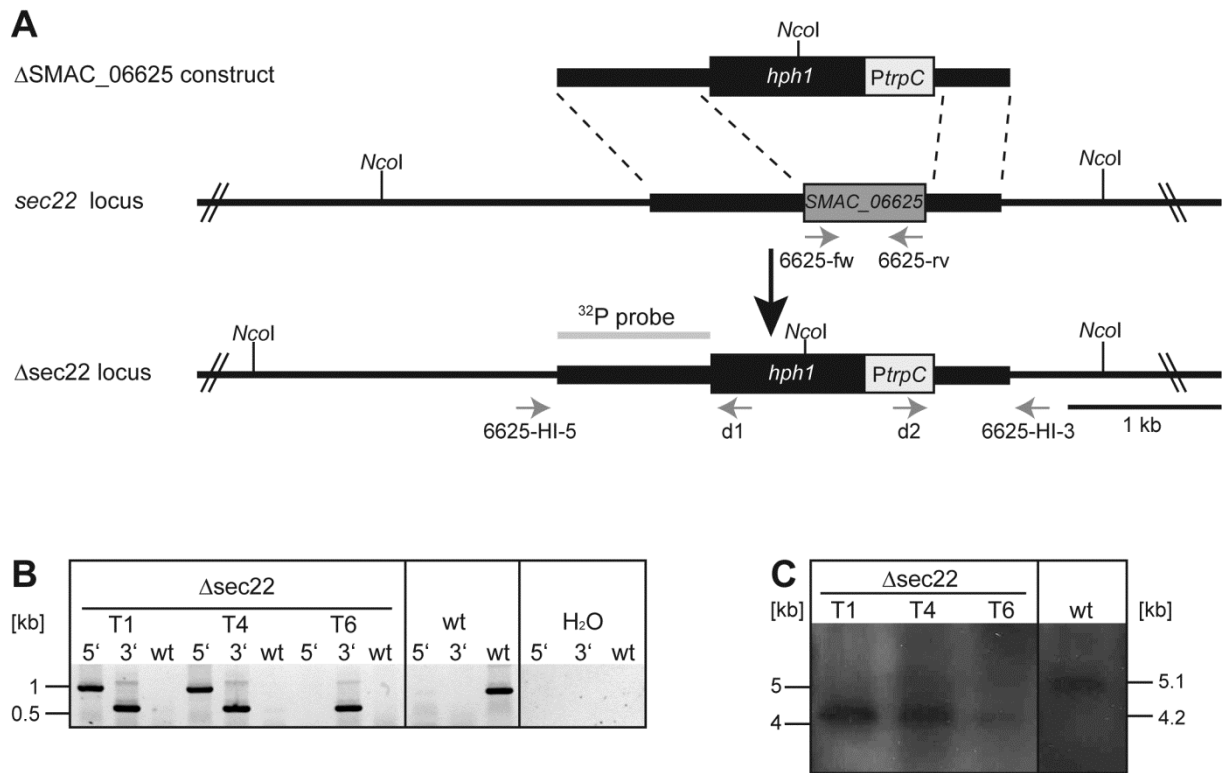 A
NcoI
ΔSMAC_06625 construct
hph1
PtrpC
NcoI
NcoI
sec22 locus
SMAC_06625
6625-fw
6625-rv
32P probe
NcoI
NcoI
NcoI
Δsec22 locus
hph1
PtrpC
6625-HI-5
d1
d2
6625-HI-3
1 kb
B
Δsec22
[kb]
T1 T4 T6 wt H2O
5‘ 3‘ wt 5‘ 3‘ wt 5‘ 3‘ wt 5‘ 3‘ wt 5‘ 3‘ wt
1
0.5
C
Δsec22
[kb] T1 T4 T6 wt [kb]
5
4
5.1
4.2